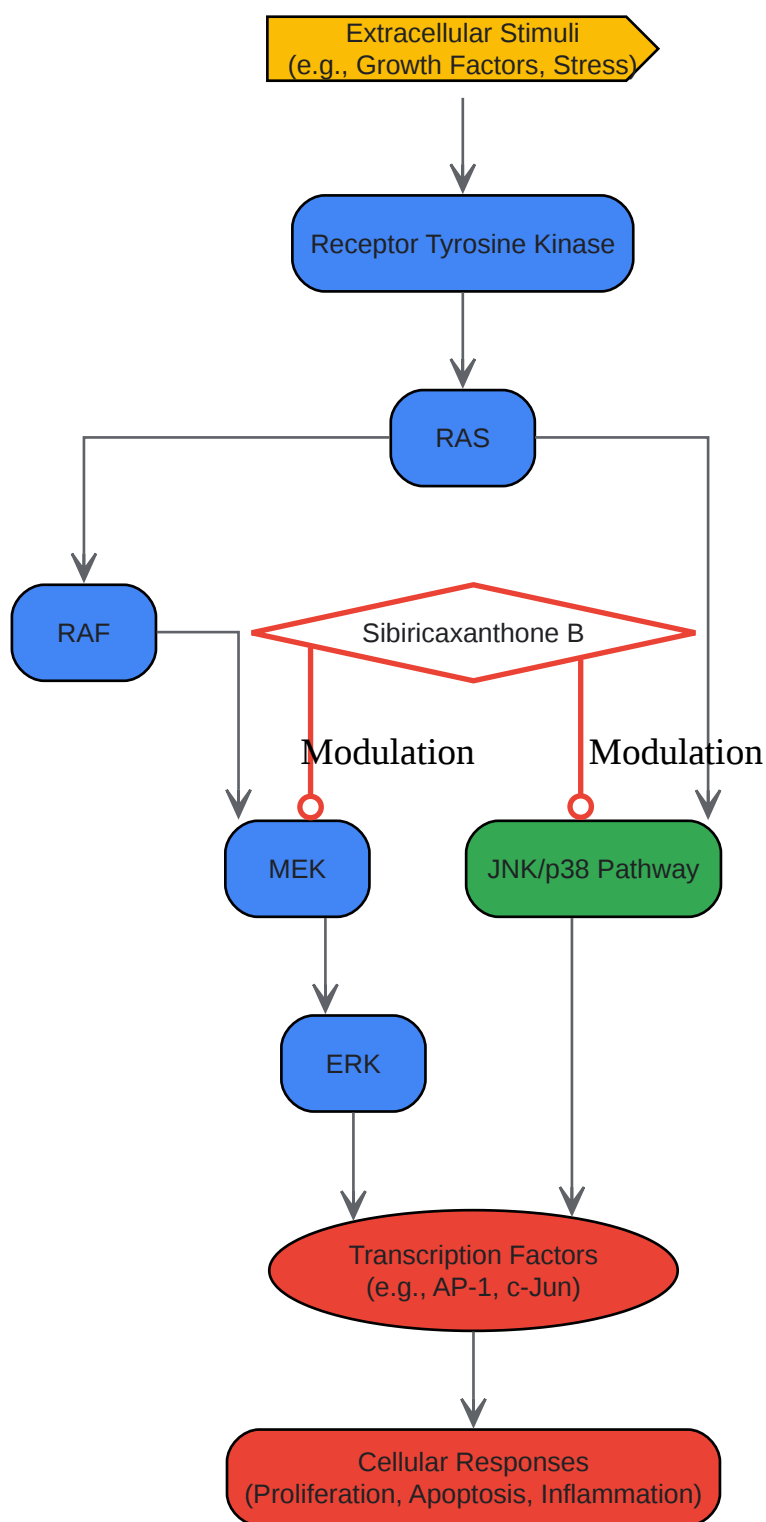 Extracellular Stimuli
(e.g., Growth Factors, Stress)
Receptor Tyrosine Kinase
RAS
RAF
Sibiricaxanthone B
Modulation
Modulation
MEK
JNK/p38 Pathway
ERK
Transcription Factors
(e.g., AP-1, c-Jun)
Cellular Responses
(Proliferation, Apoptosis, Inflammation)